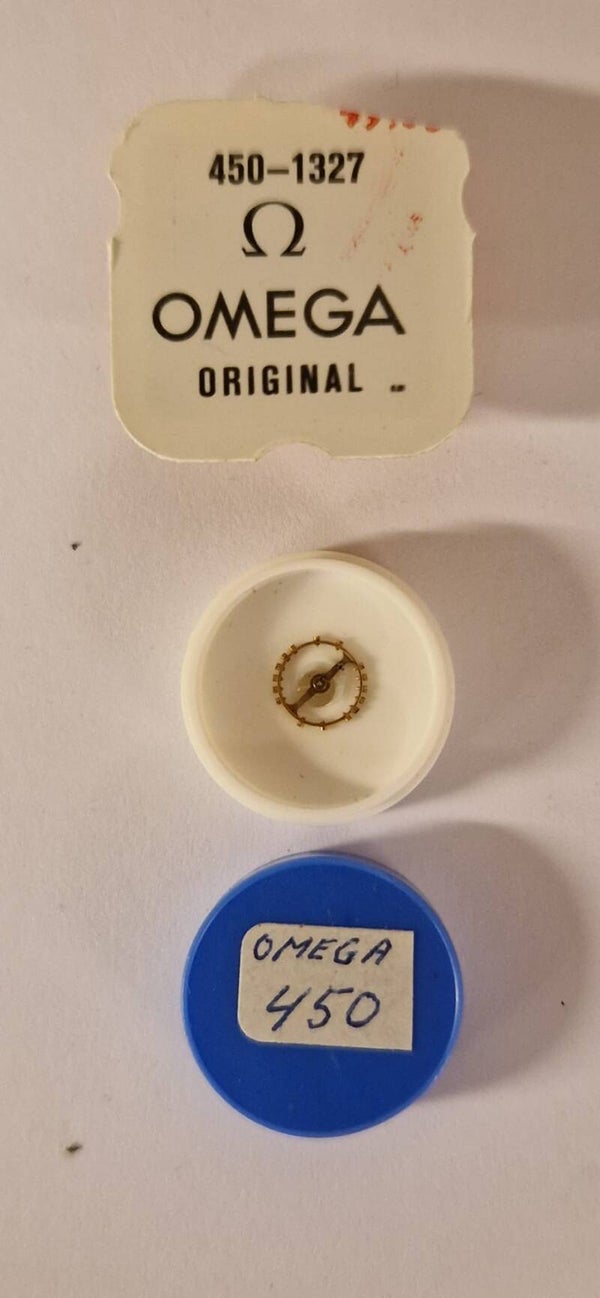 450–1327
Ω
OMEGA
ORIGINAL
OMEGA
450